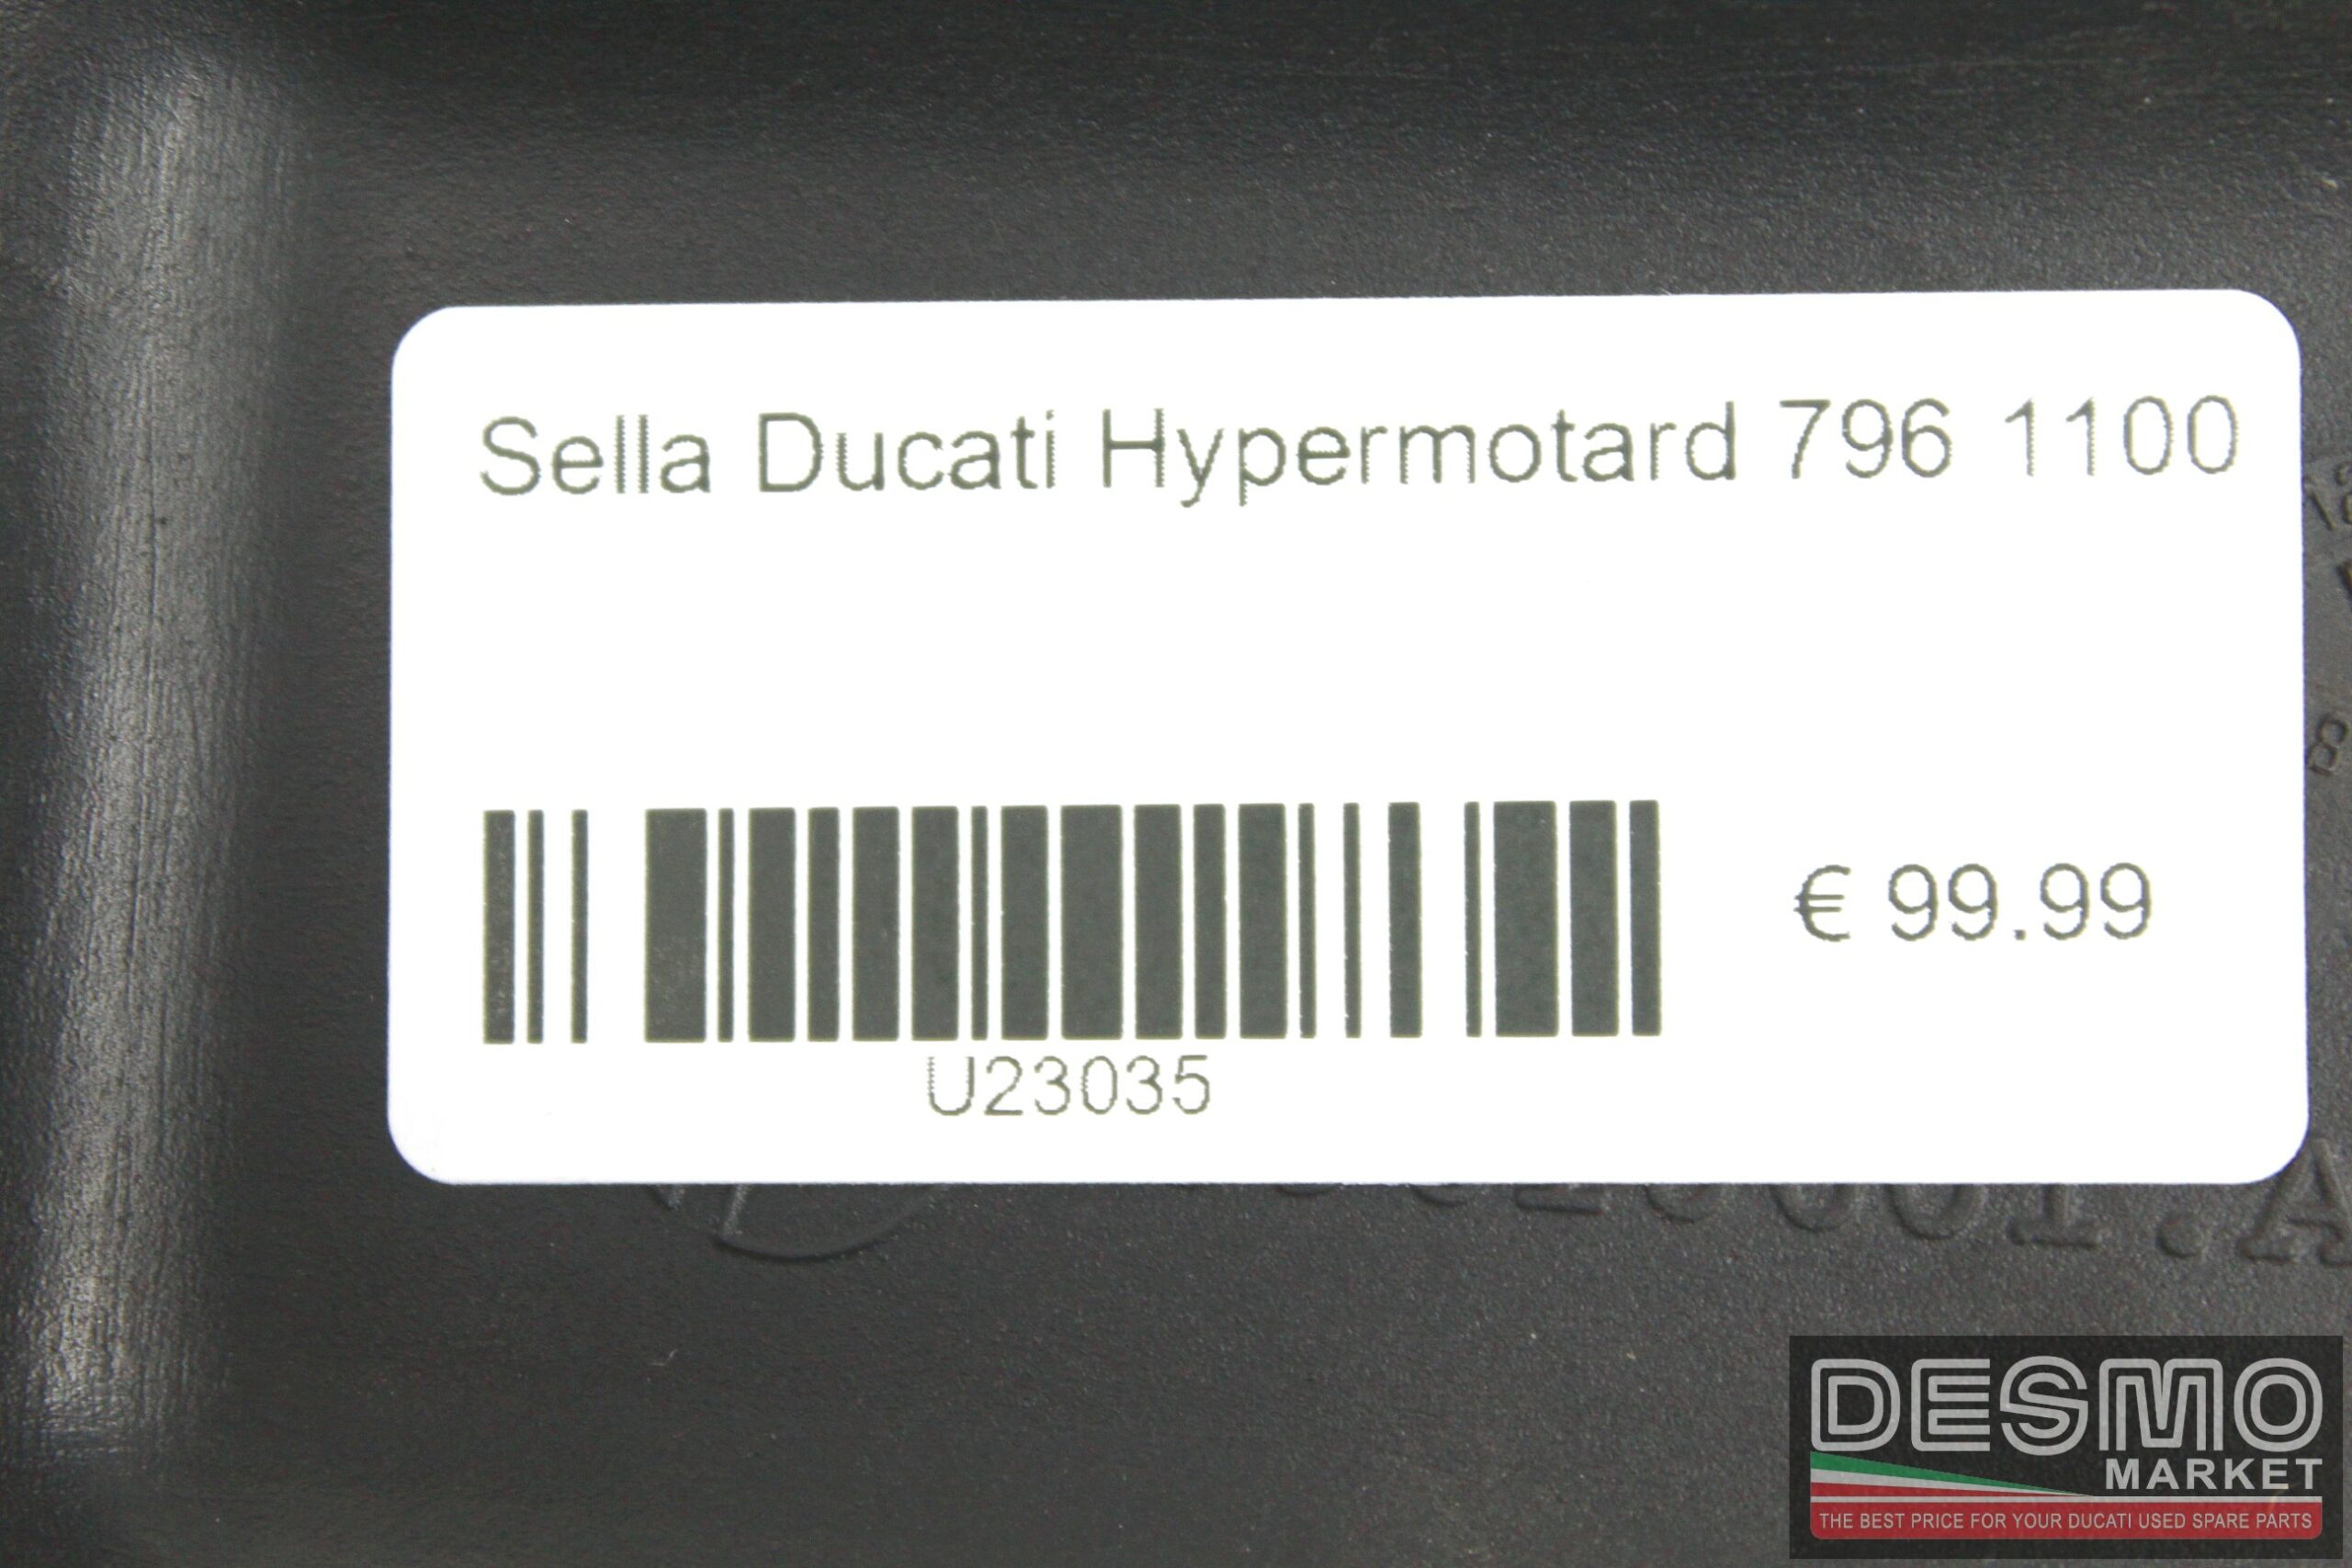 Sella Ducati Hypermotard 796 1100
€ 99.99
U23035
DESMO
MARKET
THE BEST PRICE FOR YOUR DUCATI USED SPARE PARTS